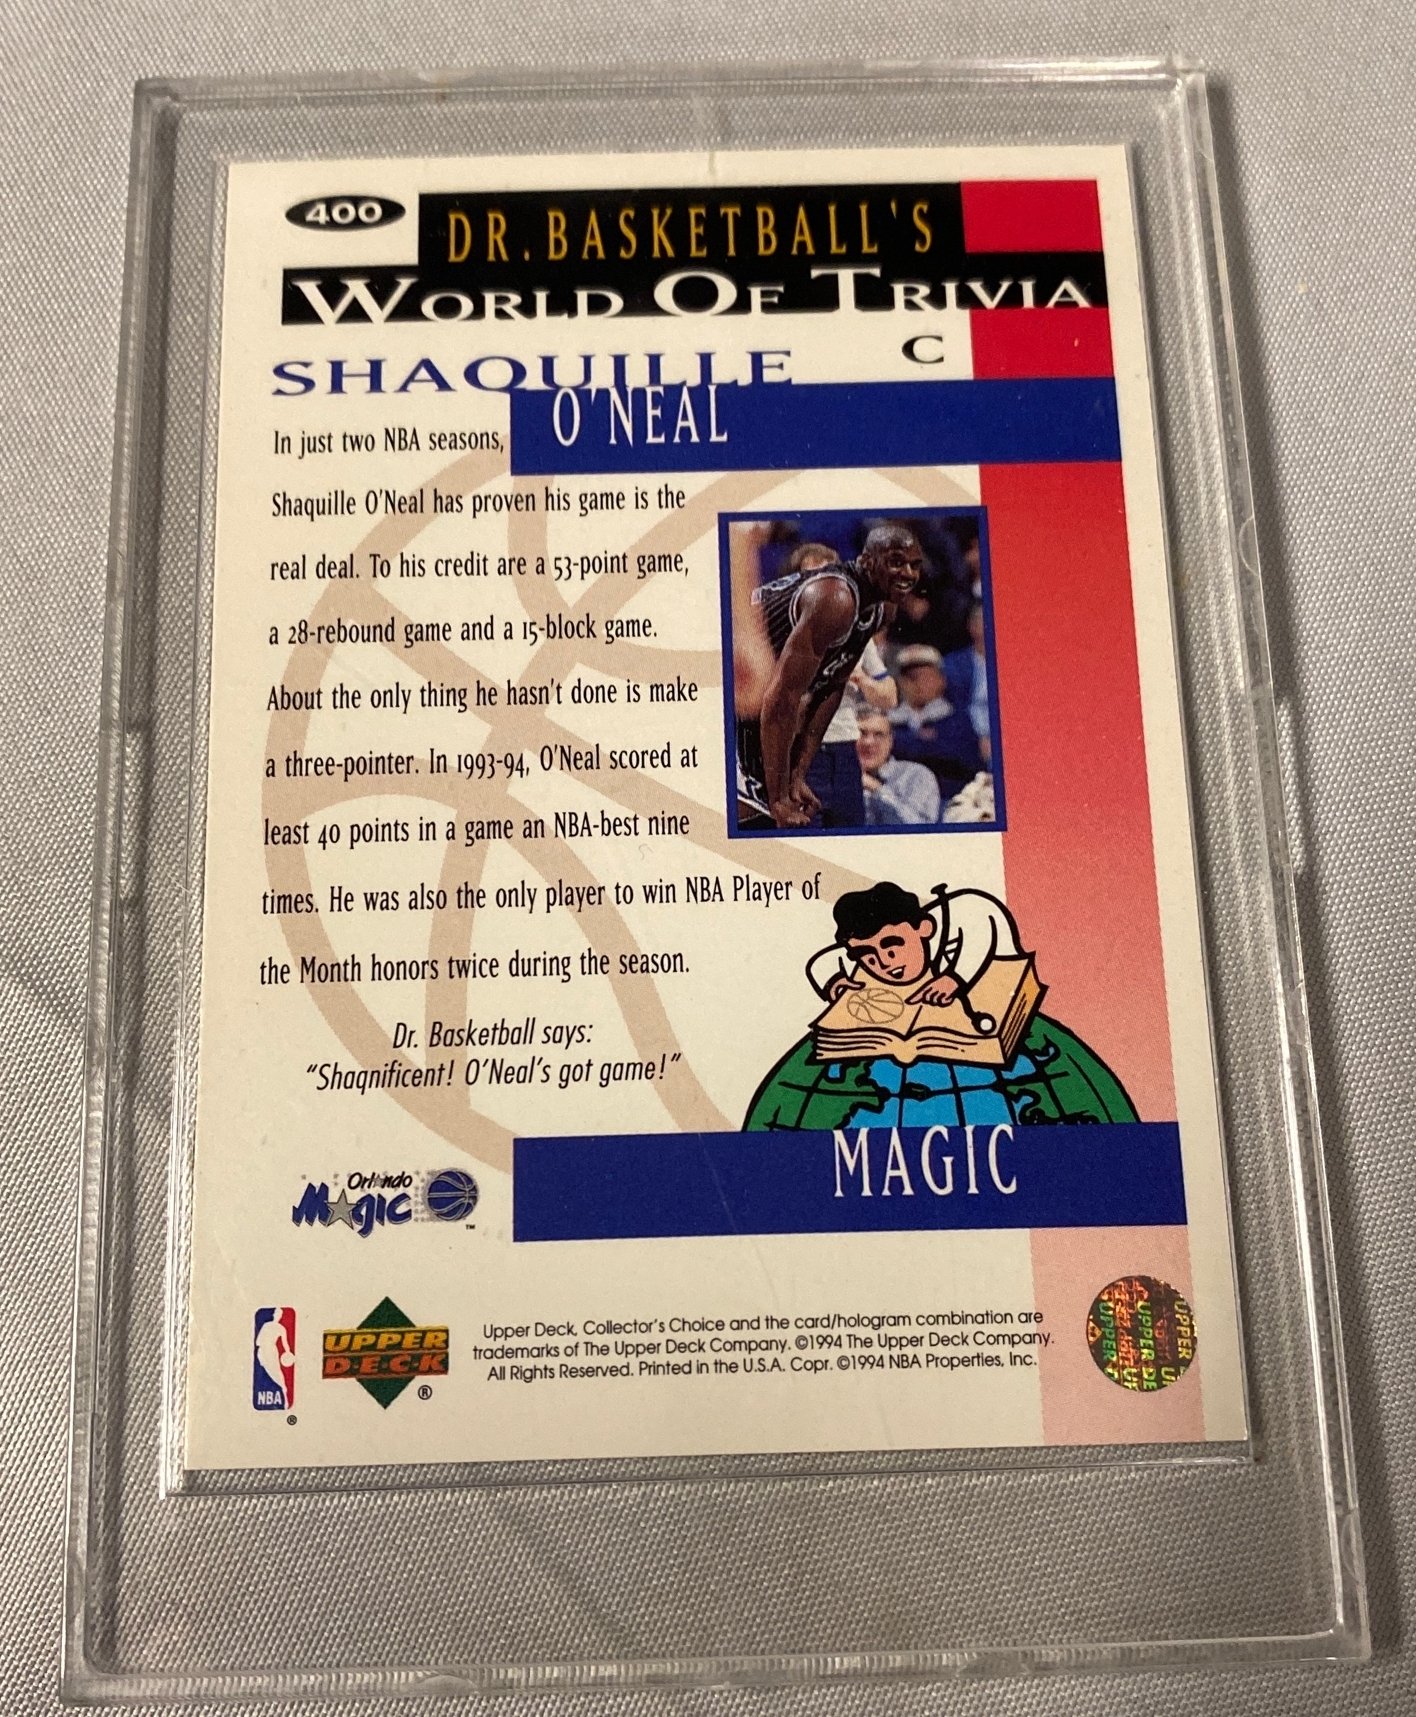 400
DR. BASKETBALL'S
WORLD OF TRIVIA
SHAQUILLE
C
O'NEAL
In just two NBA seasons,
Shaquille O'Neal has proven his game is the
real deal. To his credit are a 53-point game,
a 28-rebound game and a 15-block game.
About the only thing he hasn't done is make
a three-pointer. In 1993-94, O'Neal scored at
least 40 points in a game an NBA-best nine
times. He was also the only player to win NBA Player of
the Month honors twice during the season.
Dr. Basketball says:
"Shaqnificent! O'Neal's got game!"
MAGIC
Orlando
Magic
™
NBA
®
UPPER
D·E·C·K
®
Upper Deck, Collector's Choice and the card/hologram combination are
trademarks of The Upper Deck Company. ©1994 The Upper Deck Company.
All Rights Reserved. Printed in the U.S.A. Copr. ©1994 NBA Properties, Inc.
UPPER
UPPER DE
UPPER